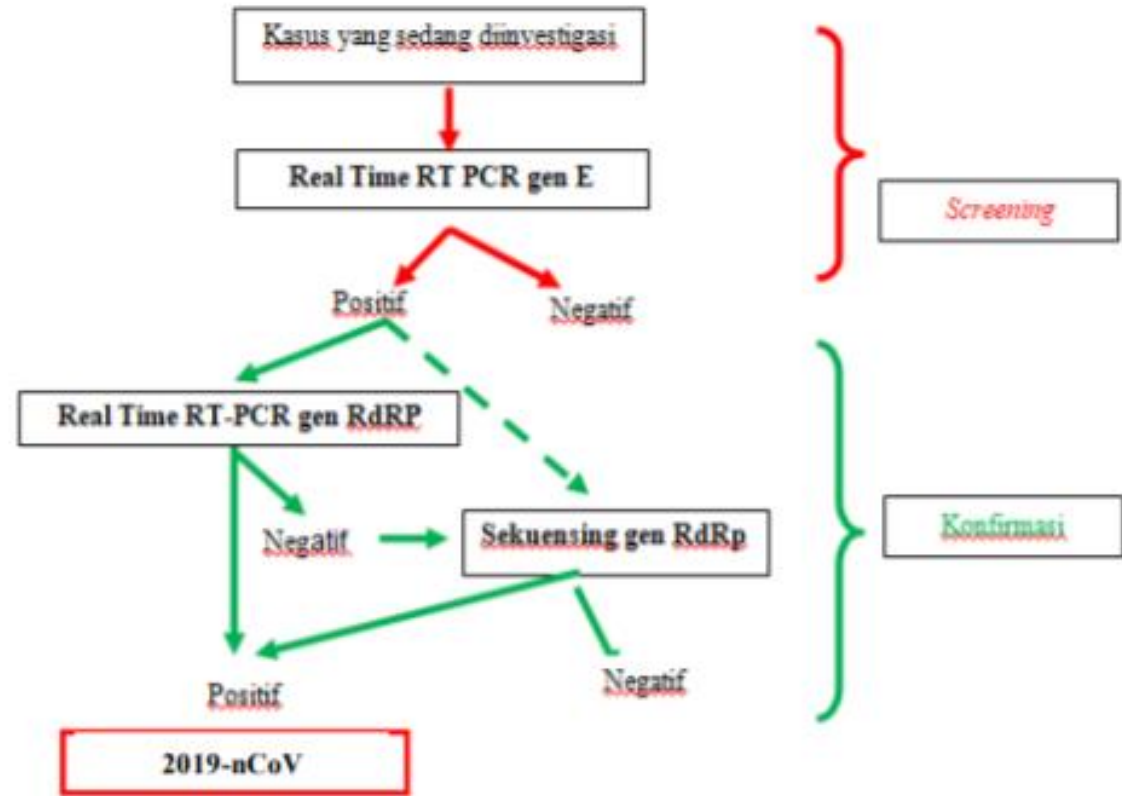 Kasus yang sedang diinvestigasi
Real Time RT PCR gen E
Screening
Positif
Negatif
Real Time RT-PCR gen RdRP
Negatif
Sekuensing gen RdRp
Konfirmasi
Positif
Negatif
2019-nCoV